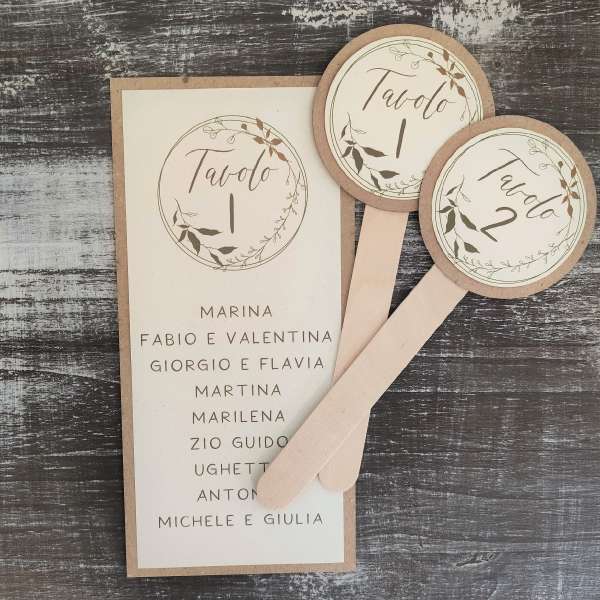 Tavolo
1
MARINA
FABIO E VALENTINA
GIORGIO E FLAVIA
MARTINA
MARILENA
ZIO GUIDO
MICHELE E GIULIA
Tavolo
1
Tavolo
2